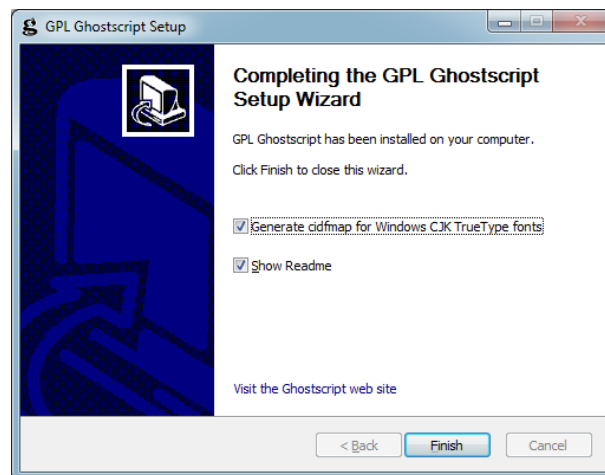 GPL Ghostscript Setup
Completing the GPL Ghostscript
Setup Wizard
GPL Ghostscript has been installed on your computer.
Click Finish to close this wizard.
Generate cidfmap for Windows CJK TrueType fonts
Show Readme
Visit the Ghostscript web site
< Back
Finish
Cancel